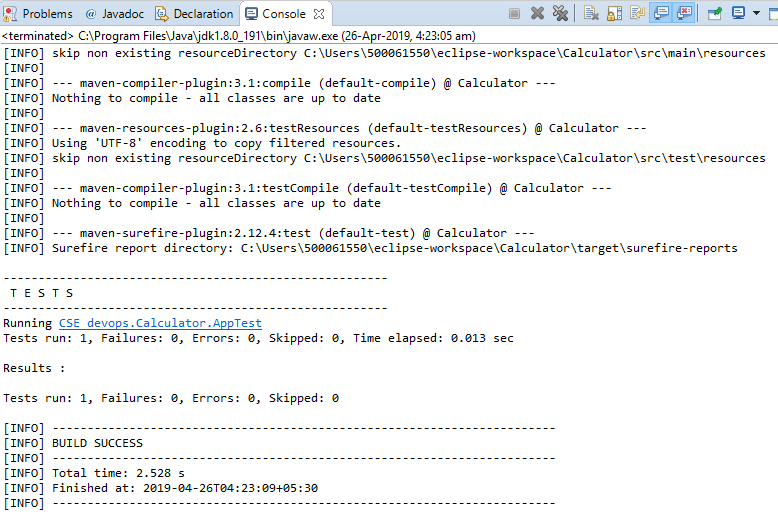 Problems @ Javadoc Declaration Console
<terminated> C:\Program Files\Java\jdk1.8.0_191\bin\javaw.exe (26-Apr-2019, 4:23:05 am)
[INFO] skip non existing resourceDirectory C:\Users\500061550\eclipse-workspace\Calculator\src\main\resources
[INFO]
[INFO] --- maven-compiler-plugin:3.1:compile (default-compile) @ Calculator ---
[INFO] Nothing to compile - all classes are up to date
[INFO]
[INFO] --- maven-resources-plugin:2.6:testResources (default-testResources) @ Calculator ---
[INFO] Using 'UTF-8' encoding to copy filtered resources.
[INFO] skip non existing resourceDirectory C:\Users\500061550\eclipse-workspace\Calculator\src\test\resources
[INFO]
[INFO] --- maven-compiler-plugin:3.1:testCompile (default-testCompile) @ Calculator ---
[INFO] Nothing to compile - all classes are up to date
[INFO]
[INFO] --- maven-surefire-plugin:2.12.4:test (default-test) @ Calculator ---
[INFO] Surefire report directory: C:\Users\500061550\eclipse-workspace\Calculator\target\surefire-reports
-------------------------------------------------------
T E S T S
-------------------------------------------------------
Running CSE_devops.Calculator.AppTest
Tests run: 1, Failures: 0, Errors: 0, Skipped: 0, Time elapsed: 0.013 sec
Results :
Tests run: 1, Failures: 0, Errors: 0, Skipped: 0
[INFO] ------------------------------------------------------------------------
[INFO] BUILD SUCCESS
[INFO] ------------------------------------------------------------------------
[INFO] Total time: 2.528 s
[INFO] Finished at: 2019-04-26T04:23:09+05:30
[INFO] ------------------------------------------------------------------------